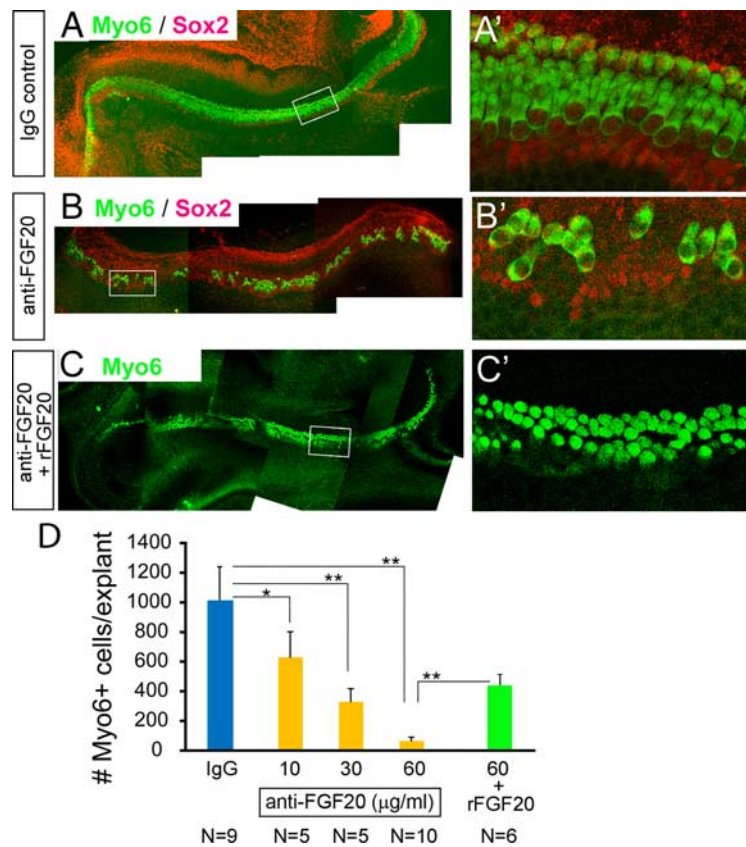 A Myo6 / Sox2
A'
IgG control
B Myo6 / Sox2
B'
anti-FGF20
C Myo6
C'
anti-FGF20
+ rFGF20
D
# Myo6+ cells/explant
1400
1200
1000
800
600
400
200
0
*
**
**
**
IgG 10 30 60 60
+
rFGF20
anti-FGF20 (µg/ml)
N=9 N=5 N=5 N=10 N=6